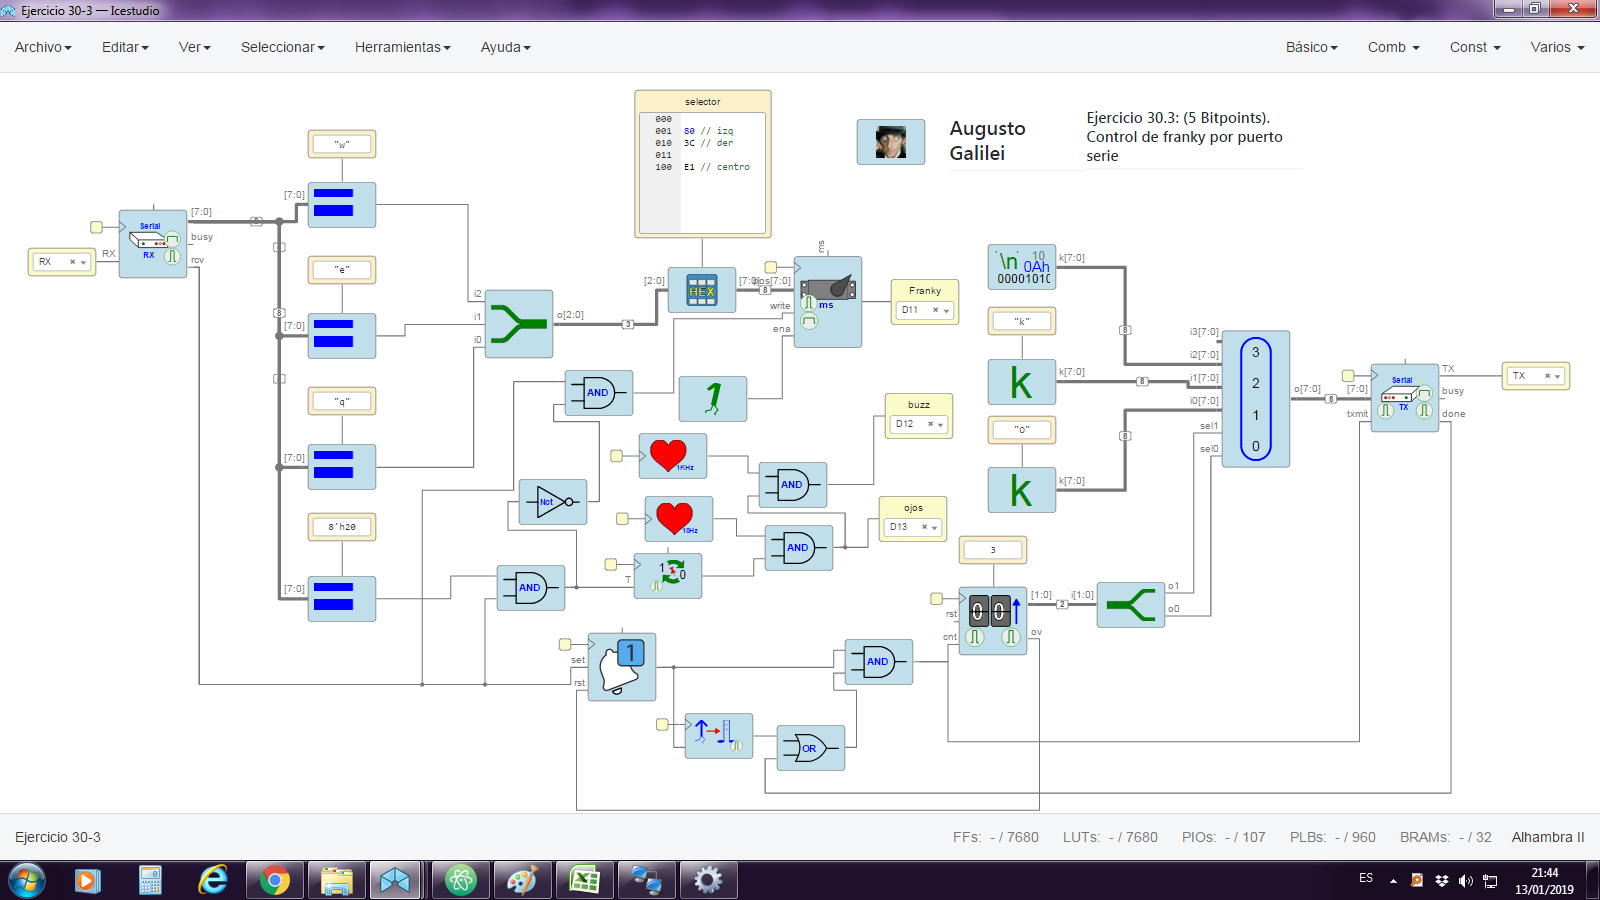 Ejercicio 30-3 — Icestudio
Archivo Editar Ver Seleccionar Herramientas Ayuda Básico Comb Const Varios
selector
000
001 80 // izq
010 3C // der
011
100 E1 // centro
Augusto
Galilei
Ejercicio 30.3: (5 Bitpoints).
Control de franky por puerto
serie
"w"
[7:0]
RX
RX
Serial
RX
[7:0]
busy
rcv
8
"e"
[7:0]
8
"q"
[7:0]
8'h20
[7:0]
i2
i1
i0
o[2:0]
3
[2:0]
HEX
[7:0]
8
pos[7:0]
write
ena
ms
ms
Franky
D11
AND
1
1KHz
AND
buzz
D12
Not
10Hz
AND
ojos
D13
AND
T
1 0
set
rst
1
AND
OR
\n 10
0Ah
00001010
k[7:0]
8
"k"
k
k[7:0]
8
"o"
k
k[7:0]
8
i3[7:0]
i2[7:0]
i1[7:0]
i0[7:0]
sel1
sel0
3
2
1
0
o[7:0]
8
[7:0]
txmit
Serial
TX
TX
busy
done
TX
3
rst
cnt
0 0
[1:0]
ov
2
i[1:0]
o1
o0
Ejercicio 30-3 FFs: - / 7680 LUTs: - / 7680 PIOs: - / 107 PLBs: - / 960 BRAMs: - / 32 Alhambra II
ES
21:44
13/01/2019